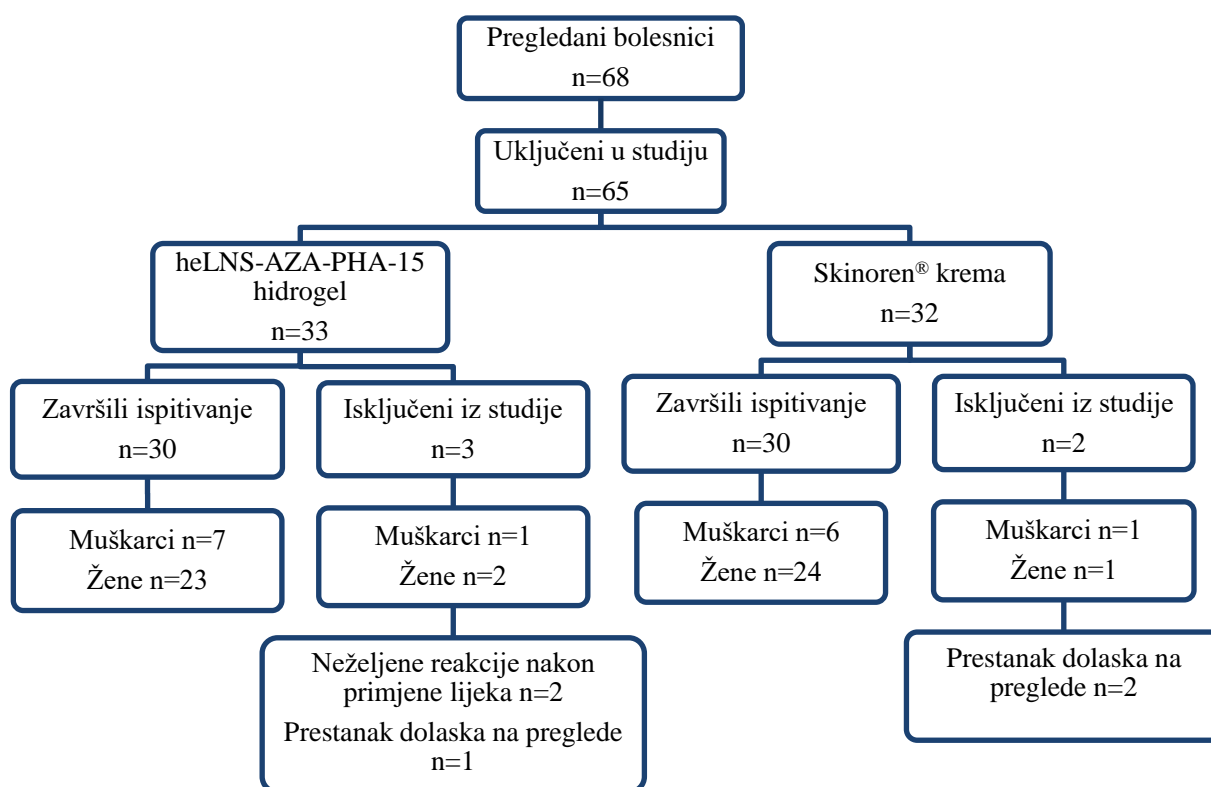 Pregledani bolesnici
n=68
Uključeni u studiju
n=65
heLNS-AZA-PHA-15
hidrogel
n=33
Skinoren® krema
n=32
Završili ispitivanje
n=30
Isključeni iz studije
n=3
Završili ispitivanje
n=30
Isključeni iz studije
n=2
Muškarci n=7
Žene n=23
Muškarci n=1
Žene n=2
Muškarci n=6
Žene n=24
Muškarci n=1
Žene n=1
Neželjene reakcije nakon
primjene lijeka n=2
Prestanak dolaska na preglede
n=1
Prestanak dolaska na
preglede n=2